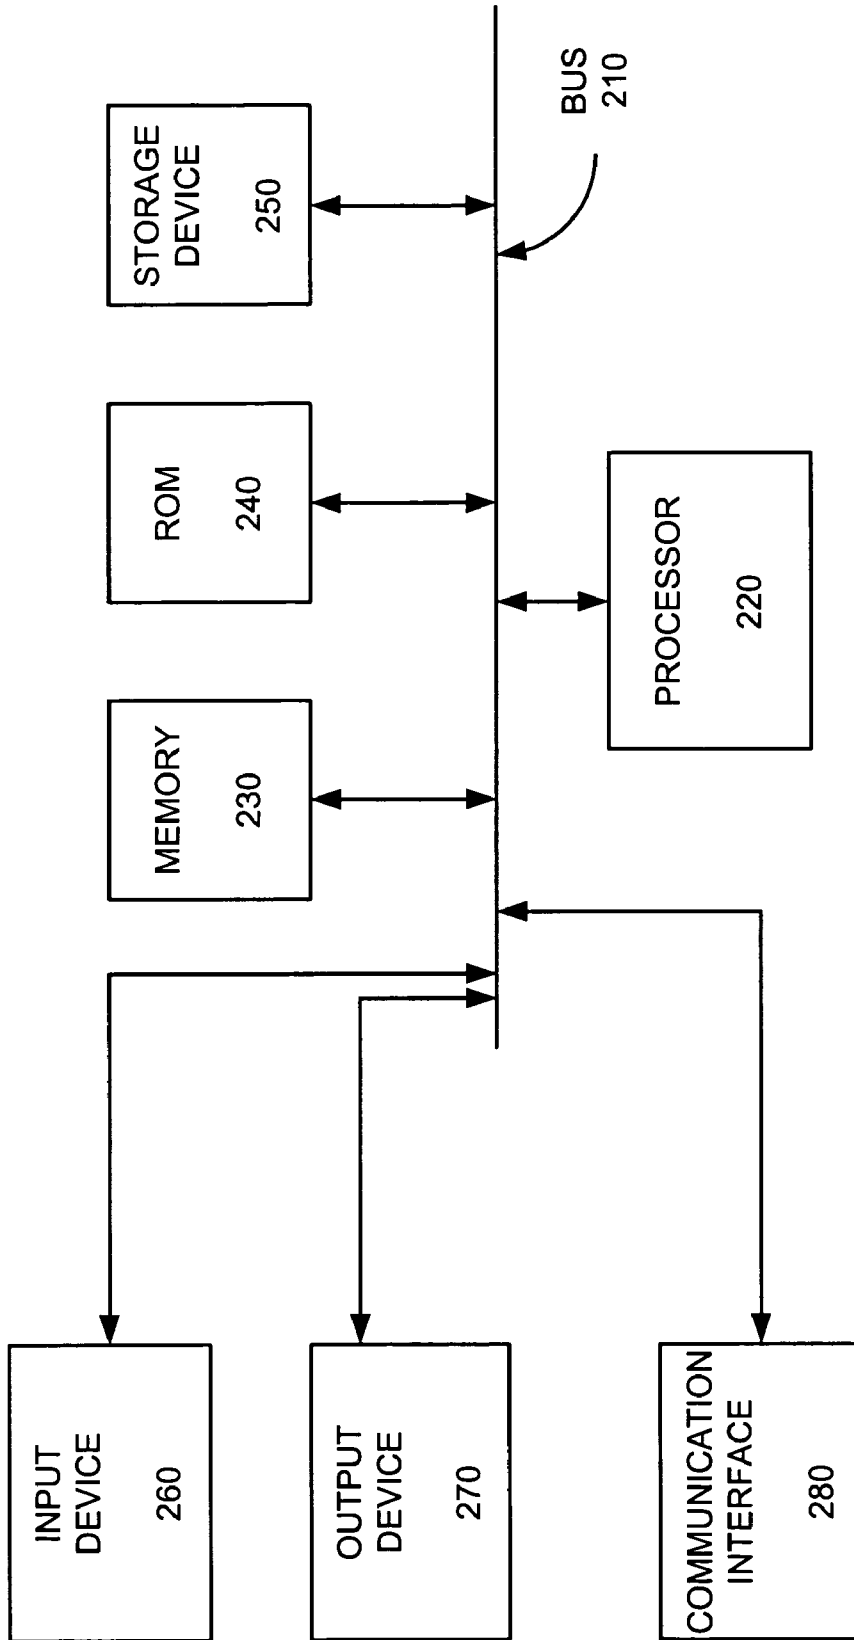 INPUT
DEVICE
260
OUTPUT
DEVICE
270
COMMUNICATION
INTERFACE
280
MEMORY
230
ROM
240
STORAGE
DEVICE
250
PROCESSOR
220
BUS
210